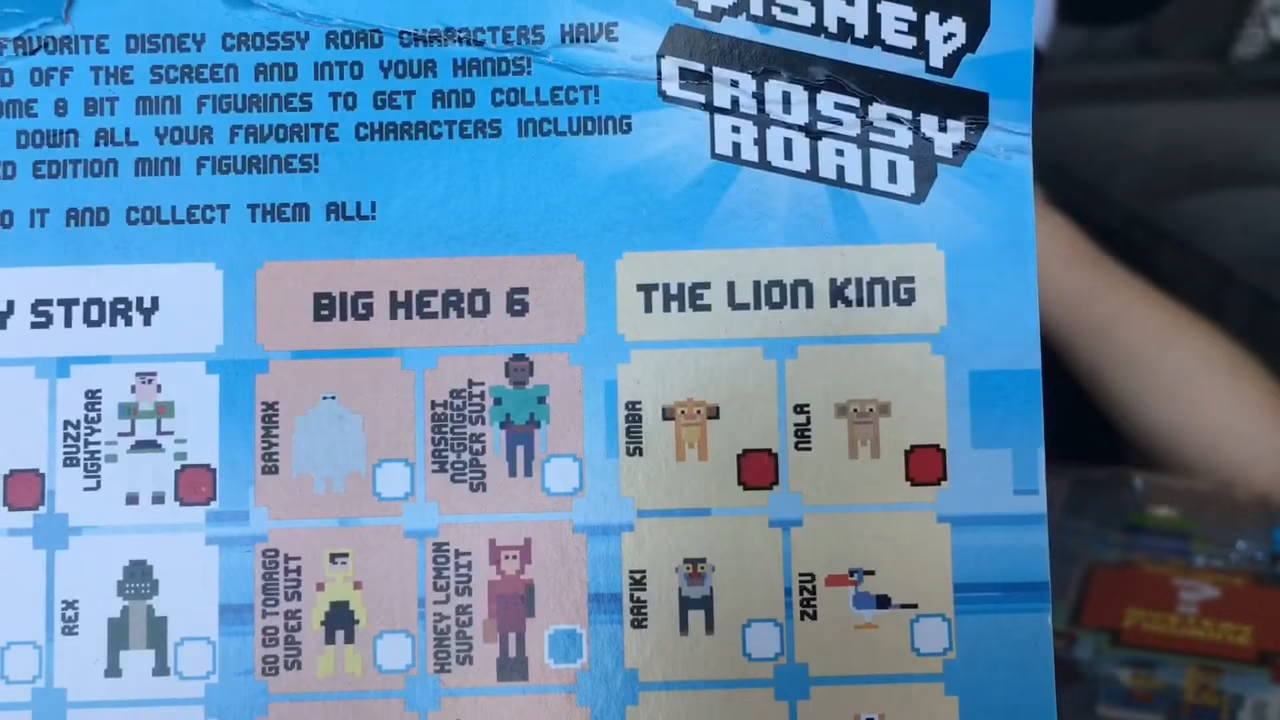 DISNEY
CROSSY
ROAD
FAVORITE DISNEY CROSSY ROAD CHARACTERS HAVE
D OFF THE SCREEN AND INTO YOUR HANDS!
OME 8 BIT MINI FIGURINES TO GET AND COLLECT!
DOWN ALL YOUR FAVORITE CHARACTERS INCLUDING
ED EDITION MINI FIGURINES!
O IT AND COLLECT THEM ALL!
Y STORY
BIG HERO 6
THE LION KING
BUZZ
LIGHTYEAR
BAYMAX
WASABI
NO-GINGER
SUPER SUIT
SIMBA
NALA
REX
GO GO TOMAGO
SUPER SUIT
HONEY LEMON
SUPER SUIT
RAFIKI
ZAZU
?